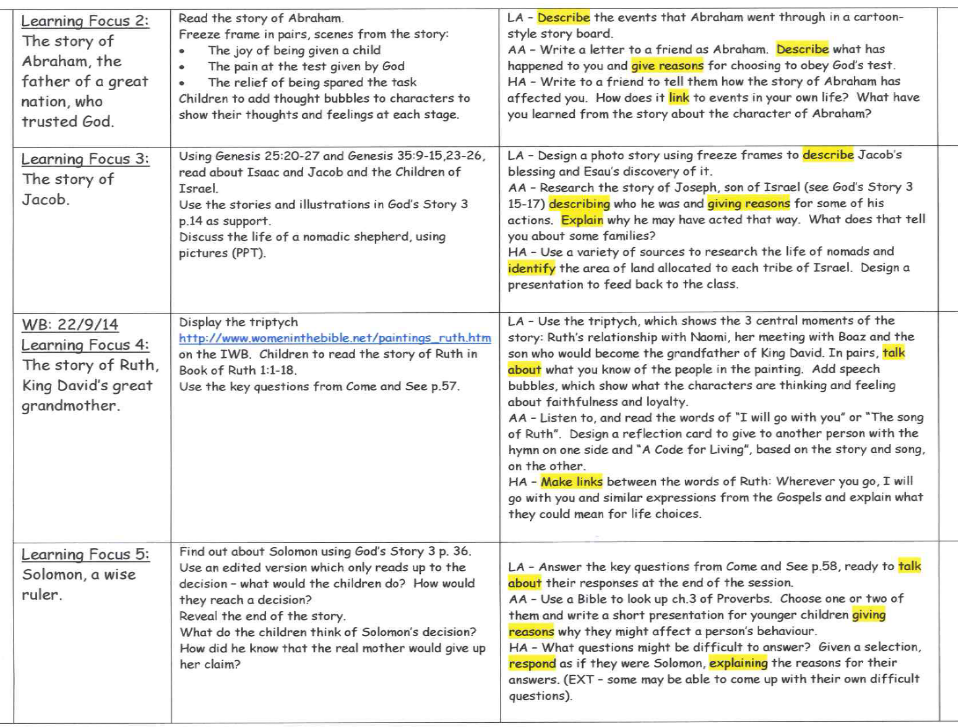 Learning Focus 2:
The story of
Abraham, the
father of a great
nation, who
trusted God.
Read the story of Abraham.
Freeze frame in pairs, scenes from the story:
• The joy of being given a child
• The pain at the test given by God
• The relief of being spared the task
Children to add thought bubbles to characters to
show their thoughts and feelings at each stage.
LA – Describe the events that Abraham went through in a cartoon-
style story board.
AA – Write a letter to a friend as Abraham. Describe what has
happened to you and give reasons for choosing to obey God's test.
HA – Write to a friend to tell them how the story of Abraham has
affected you. How does it link to events in your own life? What have
you learned from the story about the character of Abraham?
Learning Focus 3:
The story of
Jacob.
Using Genesis 25:20-27 and Genesis 35:9-15,23-26,
read about Isaac and Jacob and the Children of
Israel.
Use the stories and illustrations in God's Story 3
p.14 as support.
Discuss the life of a nomadic shepherd, using
pictures (PPT).
LA – Design a photo story using freeze frames to describe Jacob's
blessing and Esau's discovery of it.
AA – Research the story of Joseph, son of Israel (see God's Story 3
15-17) describing who he was and giving reasons for some of his
actions. Explain why he may have acted that way. What does that tell
you about some families?
HA – Use a variety of sources to research the life of nomads and
identify the area of land allocated to each tribe of Israel. Design a
presentation to feed back to the class.
WB: 22/9/14
Learning Focus 4:
The story of Ruth,
King David's great
grandmother.
Display the triptych
http://www.womeninthebible.net/paintings_ruth.htm
on the IWB. Children to read the story of Ruth in
Book of Ruth 1:1-18.
Use the key questions from Come and See p.57.
LA – Use the triptych, which shows the 3 central moments of the
story: Ruth's relationship with Naomi, her meeting with Boaz and the
son who would become the grandfather of King David. In pairs, talk
about what you know of the people in the painting. Add speech
bubbles, which show what the characters are thinking and feeling
about faithfulness and loyalty.
AA – Listen to, and read the words of "I will go with you" or "The song
of Ruth". Design a reflection card to give to another person with the
hymn on one side and "A Code for Living", based on the story and song,
on the other.
HA – Make links between the words of Ruth: Wherever you go, I will
go with you and similar expressions from the Gospels and explain what
they could mean for life choices.
Learning Focus 5:
Solomon, a wise
ruler.
Find out about Solomon using God's Story 3 p. 36.
Use an edited version which only reads up to the
decision – what would the children do? How would
they reach a decision?
Reveal the end of the story.
What do the children think of Solomon's decision?
How did he know that the real mother would give up
her claim?
LA – Answer the key questions from Come and See p.58, ready to talk
about their responses at the end of the session.
AA – Use a Bible to look up ch.3 of Proverbs. Choose one or two of
them and write a short presentation for younger children giving
reasons why they might affect a person's behaviour.
HA – What questions might be difficult to answer? Given a selection,
respond as if they were Solomon, explaining the reasons for their
answers. (EXT – some may be able to come up with their own difficult
questions).